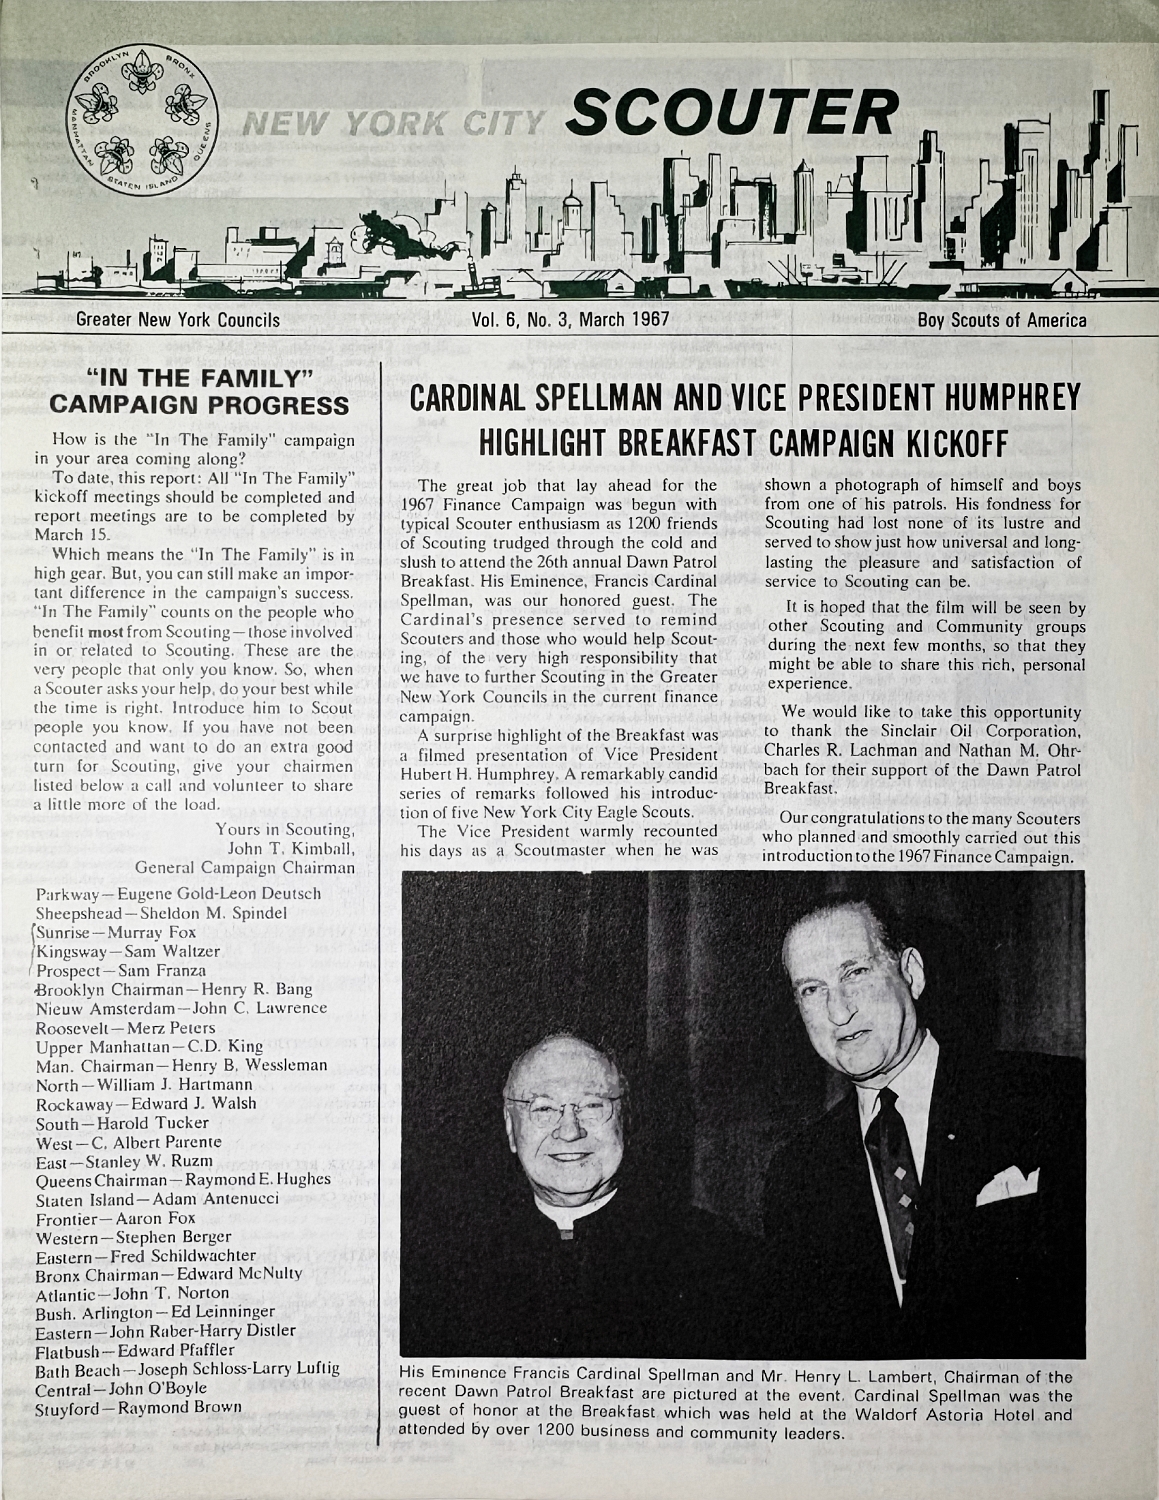 BROOKLYN
BRONX
MANHATTAN
QUEENS
STATEN ISLAND
NEW YORK CITY SCOUTER
Greater New York Councils
Vol. 6, No. 3, March 1967
Boy Scouts of America
“IN THE FAMILY”
CAMPAIGN PROGRESS
How is the “In The Family” campaign
in your area coming along?
To date, this report: All “In The Family”
kickoff meetings should be completed and
report meetings are to be completed by
March 15.
Which means the “In The Family” is in
high gear. But, you can still make an impor-
tant difference in the campaign’s success.
“In The Family” counts on the people who
benefit most from Scouting—those involved
in or related to Scouting. These are the
very people that only you know. So, when
a Scouter asks your help, do your best while
the time is right. Introduce him to Scout
people you know. If you have not been
contacted and want to do an extra good
turn for Scouting, give your chairmen
listed below a call and volunteer to share
a little more of the load.
Yours in Scouting,
John T. Kimball,
General Campaign Chairman
Parkway—Eugene Gold-Leon Deutsch
Sheepshead—Sheldon M. Spindel
Sunrise—Murray Fox
Kingsway—Sam Waltzer
Prospect—Sam Franza
Brooklyn Chairman—Henry R. Bang
Nieuw Amsterdam—John C. Lawrence
Roosevelt—Merz Peters
Upper Manhattan—C.D. King
Man. Chairman—Henry B. Wessleman
North—William J. Hartmann
Rockaway—Edward J. Walsh
South—Harold Tucker
West—C. Albert Parente
East—Stanley W. Ruzm
Queens Chairman—Raymond E. Hughes
Staten Island—Adam Antenucci
Frontier—Aaron Fox
Western—Stephen Berger
Eastern—Fred Schildwachter
Bronx Chairman—Edward McNulty
Atlantic—John T. Norton
Bush. Arlington—Ed Leinninger
Eastern—John Raber-Harry Distler
Flatbush—Edward Pfaffler
Bath Beach—Joseph Schloss-Larry Luftig
Central—John O’Boyle
Stuyford—Raymond Brown
CARDINAL SPELLMAN AND VICE PRESIDENT HUMPHREY
HIGHLIGHT BREAKFAST CAMPAIGN KICKOFF
The great job that lay ahead for the
1967 Finance Campaign was begun with
typical Scouter enthusiasm as 1200 friends
of Scouting trudged through the cold and
slush to attend the 26th annual Dawn Patrol
Breakfast. His Eminence, Francis Cardinal
Spellman, was our honored guest. The
Cardinal’s presence served to remind
Scouters and those who would help Scout-
ing, of the very high responsibility that
we have to further Scouting in the Greater
New York Councils in the current finance
campaign.
A surprise highlight of the Breakfast was
a filmed presentation of Vice President
Hubert H. Humphrey. A remarkably candid
series of remarks followed his introduc-
tion of five New York City Eagle Scouts.
The Vice President warmly recounted
his days as a Scoutmaster when he was
shown a photograph of himself and boys
from one of his patrols. His fondness for
Scouting had lost none of its lustre and
served to show just how universal and long-
lasting the pleasure and satisfaction of
service to Scouting can be.
It is hoped that the film will be seen by
other Scouting and Community groups
during the next few months, so that they
might be able to share this rich, personal
experience.
We would like to take this opportunity
to thank the Sinclair Oil Corporation,
Charles R. Lachman and Nathan M. Ohr-
bach for their support of the Dawn Patrol
Breakfast.
Our congratulations to the many Scouters
who planned and smoothly carried out this
introduction to the 1967 Finance Campaign.
His Eminence Francis Cardinal Spellman and Mr. Henry L. Lambert, Chairman of the
recent Dawn Patrol Breakfast are pictured at the event. Cardinal Spellman was the
guest of honor at the Breakfast which was held at the Waldorf Astoria Hotel and
attended by over 1200 business and community leaders.